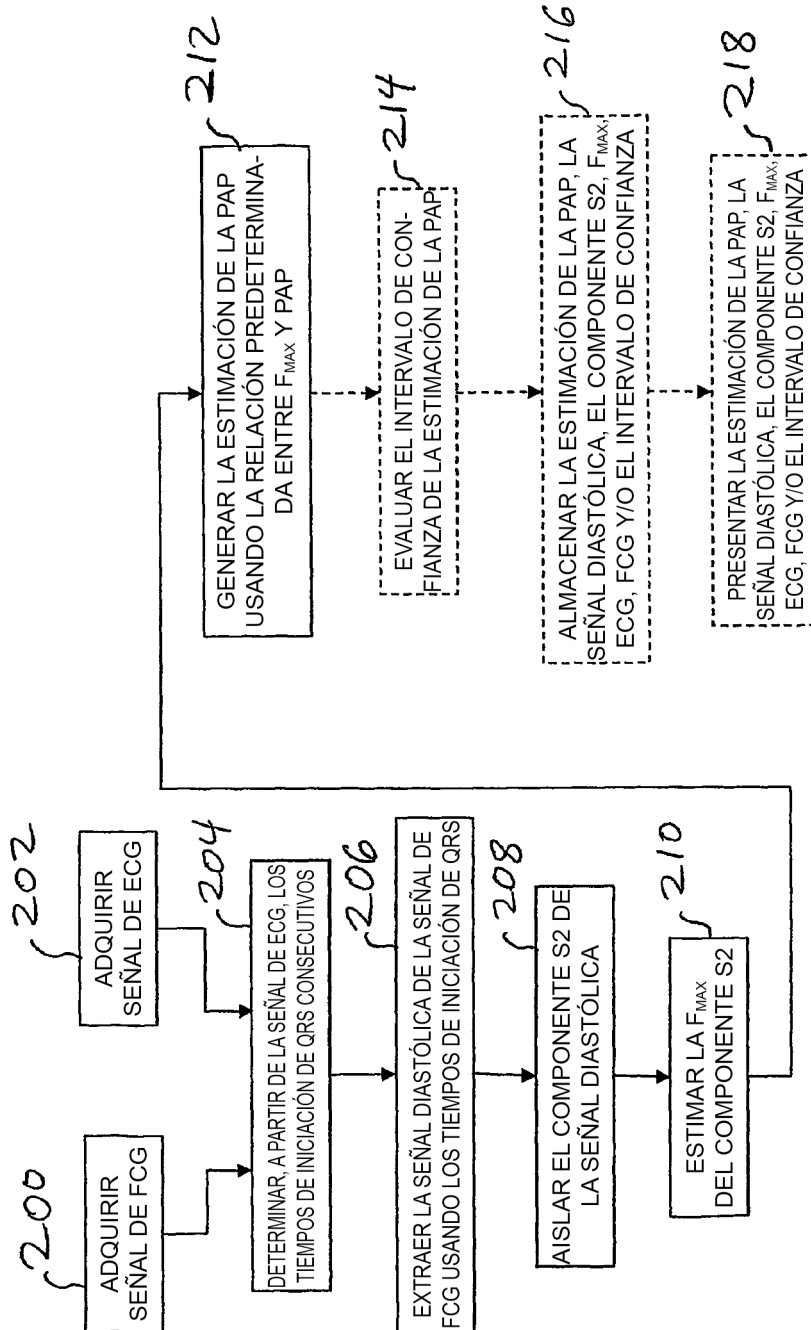 200
ADQUIRIR
SEÑAL DE FCG
202
ADQUIRIR
SEÑAL DE ECG
204
DETERMINAR, A PARTIR DE LA SEÑAL DE ECG, LOS
TIEMPOS DE INICIACIÓN DE QRS CONSECUTIVOS
206
EXTRAER LA SEÑAL DIASTÓLICA DE LA SEÑAL DE
FCG USANDO LOS TIEMPOS DE INICIACIÓN DE QRS
208
AISLAR EL COMPONENTE S2 DE
LA SEÑAL DIASTÓLICA
210
ESTIMAR LA FMAX
DEL COMPONENTE S2
212
GENERAR LA ESTIMACIÓN DE LA PAP
USANDO LA RELACIÓN PREDETERMINA-
DA ENTRE FMAX Y PAP
214
EVALUAR EL INTERVALO DE CON-
FIANZA DE LA ESTIMACIÓN DE LA PAP
216
ALMACENAR LA ESTIMACIÓN DE LA PAP, LA
SEÑAL DIASTÓLICA, EL COMPONENTE S2, FMAX,
ECG, FCG Y/O EL INTERVALO DE CONFIANZA
218
PRESENTAR LA ESTIMACIÓN DE LA PAP, LA
SEÑAL DIASTÓLICA, EL COMPONENTE S2, FMAX,
ECG, FCG Y/O EL INTERVALO DE CONFIANZA